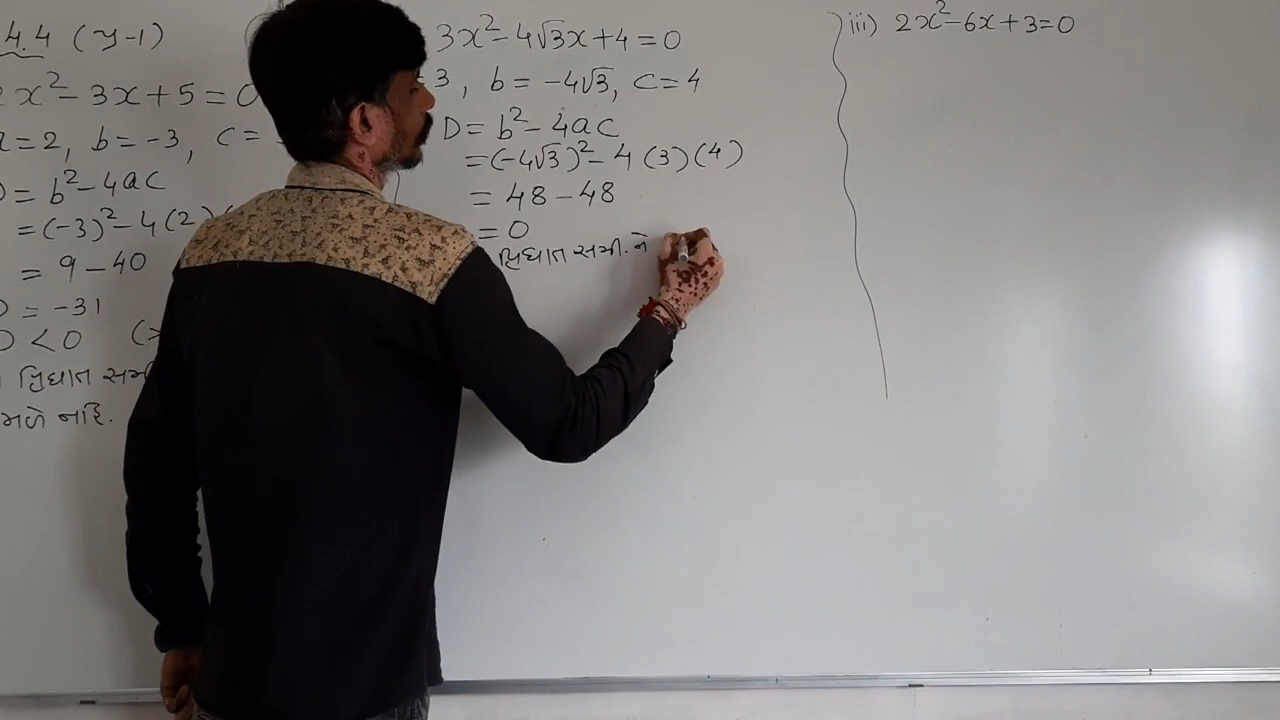 4.4 (પ્ર-1)
2x² - 3x + 5 = 0
a = 2, b = -3, C =
D = b² - 4ac
= (-3)² - 4(2)
= 9 - 40
D = -31
D < 0
દ્વિઘાત સમી
મળે નહિ.
3x² - 4√3x + 4 = 0
3, b = -4√3, C = 4
D = b² - 4ac
= (-4√3)² - 4 (3) (4)
= 48 - 48
= 0
દ્વિઘાત સમી. ને
iii) 2x² - 6x + 3 = 0